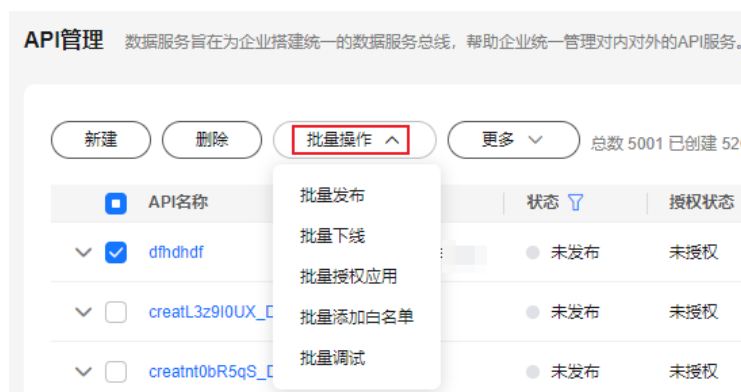 API管理 数据服务旨在为企业搭建统一的数据服务总线，帮助企业统一管理对内对外的API服务。
新建 删除 批量操作 更多 总数 5001 已创建 52
API名称 状态 授权状态
批量发布
dfhdhdf 未发布 未授权
批量下线
批量授权应用
creatL3z9I0UX_D 未发布 未授权
批量添加白名单
批量调试
creatnt0bR5qS_D 未发布 未授权